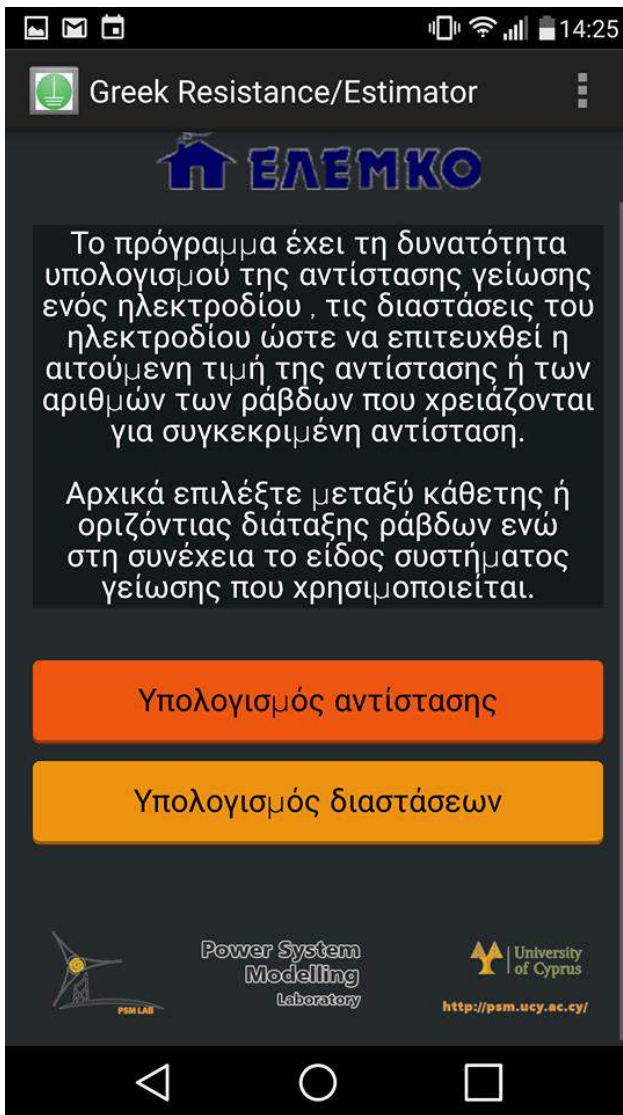 14:25
Greek Resistance/Estimator
ΕΛΕΜΚΟ
Το πρόγραμμα έχει τη δυνατότητα
υπολογισμού της αντίστασης γείωσης
ενός ηλεκτροδίου , τις διαστάσεις του
ηλεκτροδίου ώστε να επιτευχθεί η
αιτούμενη τιμή της αντίστασης ή των
αριθμών των ράβδων που χρειάζονται
για συγκεκριμένη αντίσταση.
Αρχικά επιλέξτε μεταξύ κάθετης ή
οριζόντιας διάταξης ράβδων ενώ
στη συνέχεια το είδος συστήματος
γείωσης που χρησιμοποιείται.
Υπολογισμός αντίστασης
Υπολογισμός διαστάσεων
PSM LAB
Power System
Modelling
Laboratory
University
of Cyprus
http://psm.ucy.ac.cy/